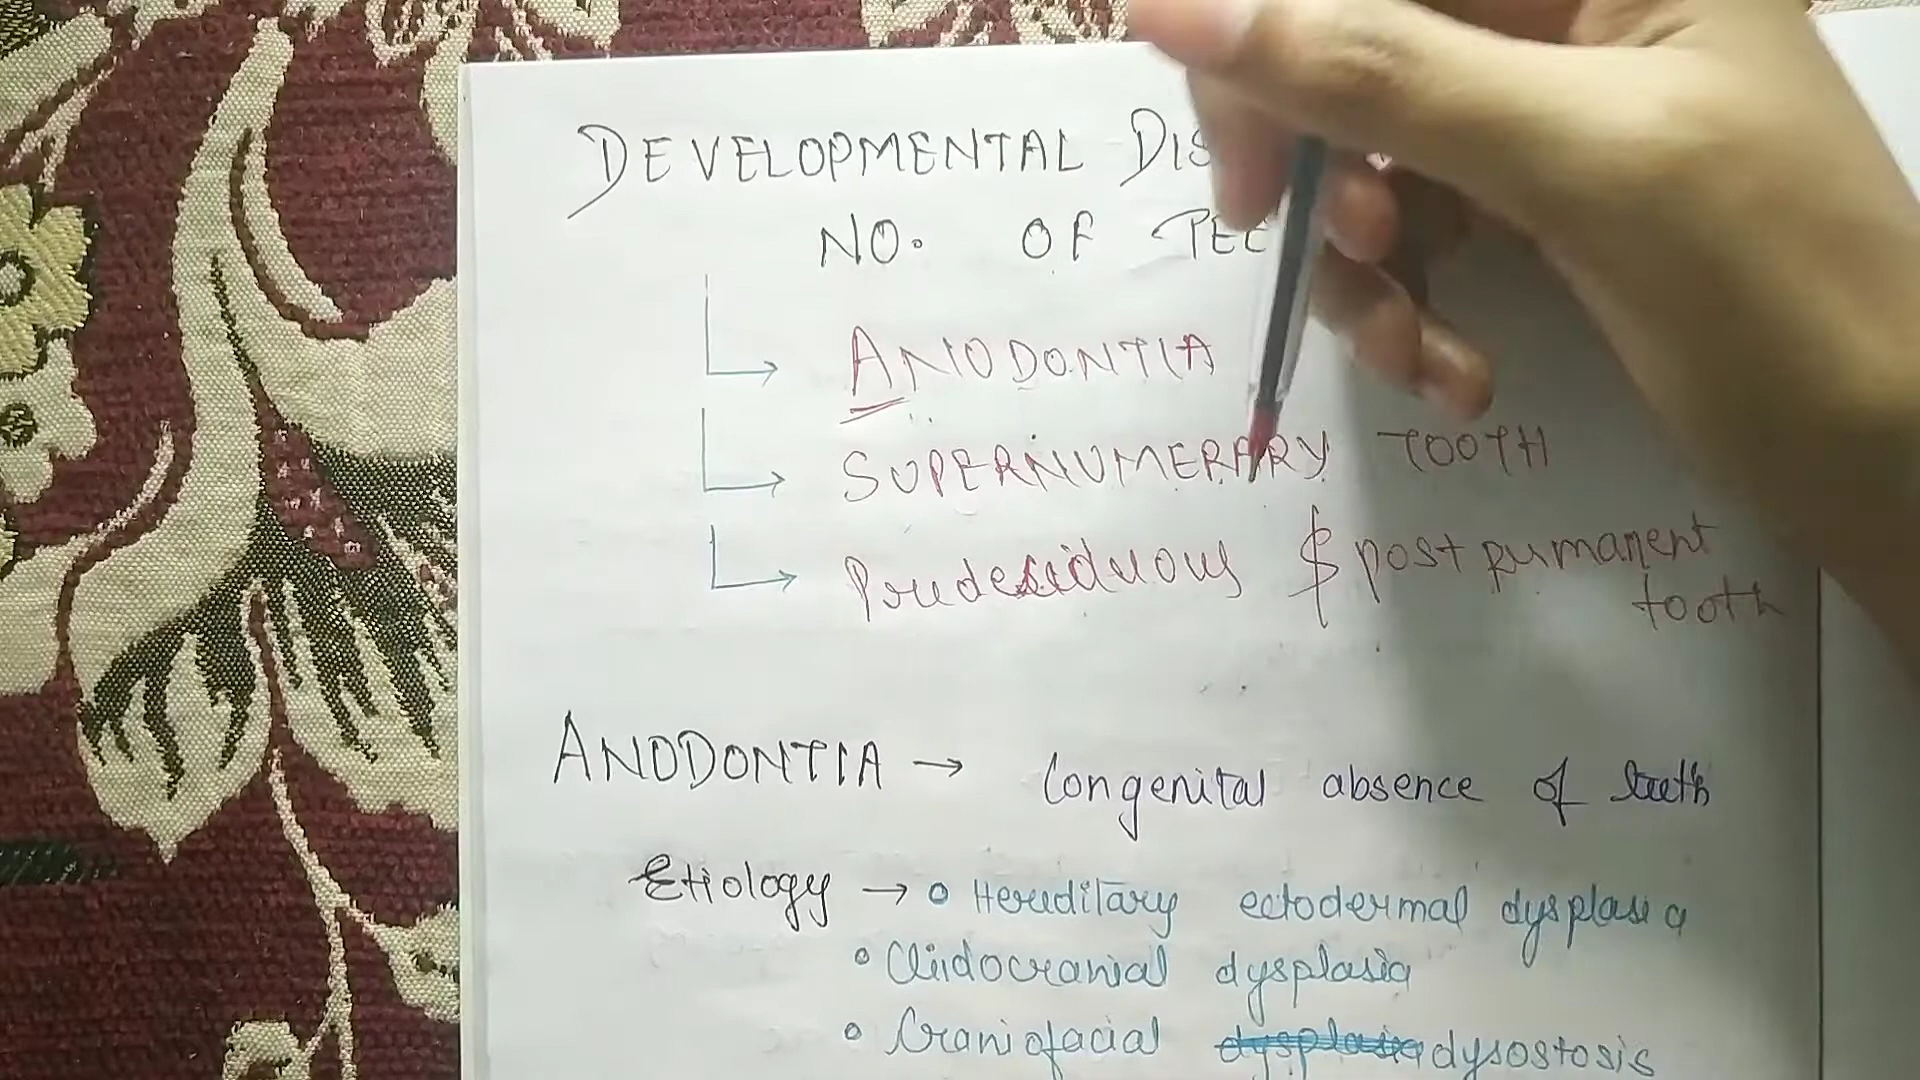 DEVELOPMENTAL DIS
NO. OF TEE
ANODONTIA
SUPERNUMERARY TOOTH
Predeciduous $ post permanent
tooth
ANODONTIA → Congenital absence of teeth
Etiology → o Hereditary ectodermal dysplasia
o Cleidocranial dysplasia
o Craniofacial dysplasia dysostosis